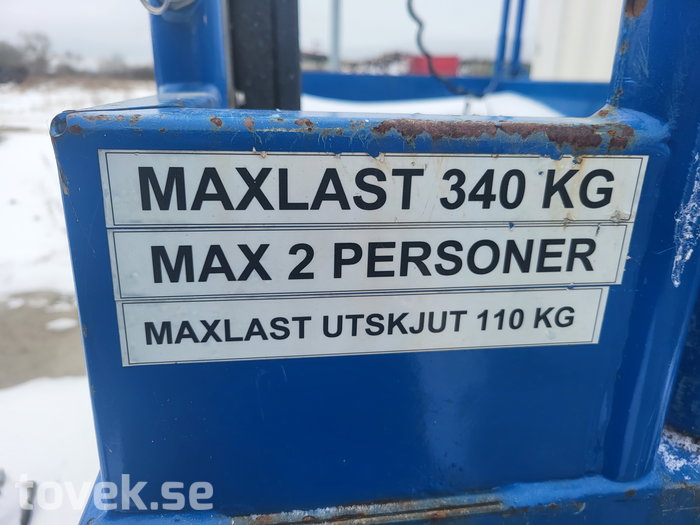 MAXLAST 340 KG
MAX 2 PERSONER
MAXLAST UTSKJUT 110 KG
tovek.se